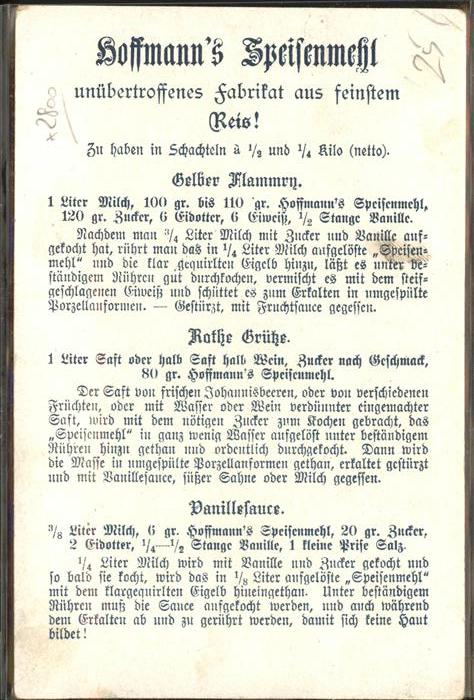 Hoffmann's Speisenmehl
25
unübertroffenes Fabrikat aus feinstem
x2800
Reis!
Zu haben in Schachteln à 1/2 und 1/4 Kilo (netto).
Gelber Flammry.
1 Liter Milch, 100 gr. bis 110 gr. Hoffmann's Speisenmehl,
120 gr. Zucker, 6 Eidotter, 6 Eiweiß, 1/2 Stange Vanille.
Nachdem man 3/4 Liter Milch mit Zucker und Vanille auf-
gekocht hat, rührt man das in 1/4 Liter Milch aufgelöste „Speisen-
mehl" und die klar gequirlten Eigelb hinzu, läßt es unter be-
ständigem Rühren gut durchkochen, vermischt es mit dem steif-
geschlagenen Eiweiß und schüttet es zum Erkalten in umgespülte
Porzellanformen. — Gestürzt, mit Fruchtsauce gegessen.
Rothe Grütze.
1 Liter Saft oder halb Saft halb Wein, Zucker nach Geschmack,
80 gr. Hoffmann's Speisenmehl.
Der Saft von frischen Johannisbeeren, oder von verschiedenen
Früchten, oder mit Wasser oder Wein verdünnter eingemachter
Saft, wird mit dem nötigen Zucker zum Kochen gebracht, das
„Speisenmehl" in ganz wenig Wasser aufgelöst unter beständigem
Rühren hinzu gethan und ordentlich durchgekocht. Dann wird
die Masse in umgespülte Porzellanformen gethan, erkaltet gestürzt
und mit Vanillesauce, süßer Sahne oder Milch gegessen.
Vanillesauce.
3/8 Liter Milch, 6 gr. Hoffmann's Speisenmehl, 20 gr. Zucker,
2 Eidotter, 1/4—1/2 Stange Vanille, 1 kleine Prise Salz.
1/4 Liter Milch wird mit Vanille und Zucker gekocht und
so bald sie kocht, wird das in 1/8 Liter aufgelöste „Speisenmehl"
mit dem klargequirlten Eigelb hineingethan. Unter beständigem
Rühren muß die Sauce aufgekocht werden, und auch während
dem Erkalten ab und zu gerührt werden, damit sich keine Haut
bildet!